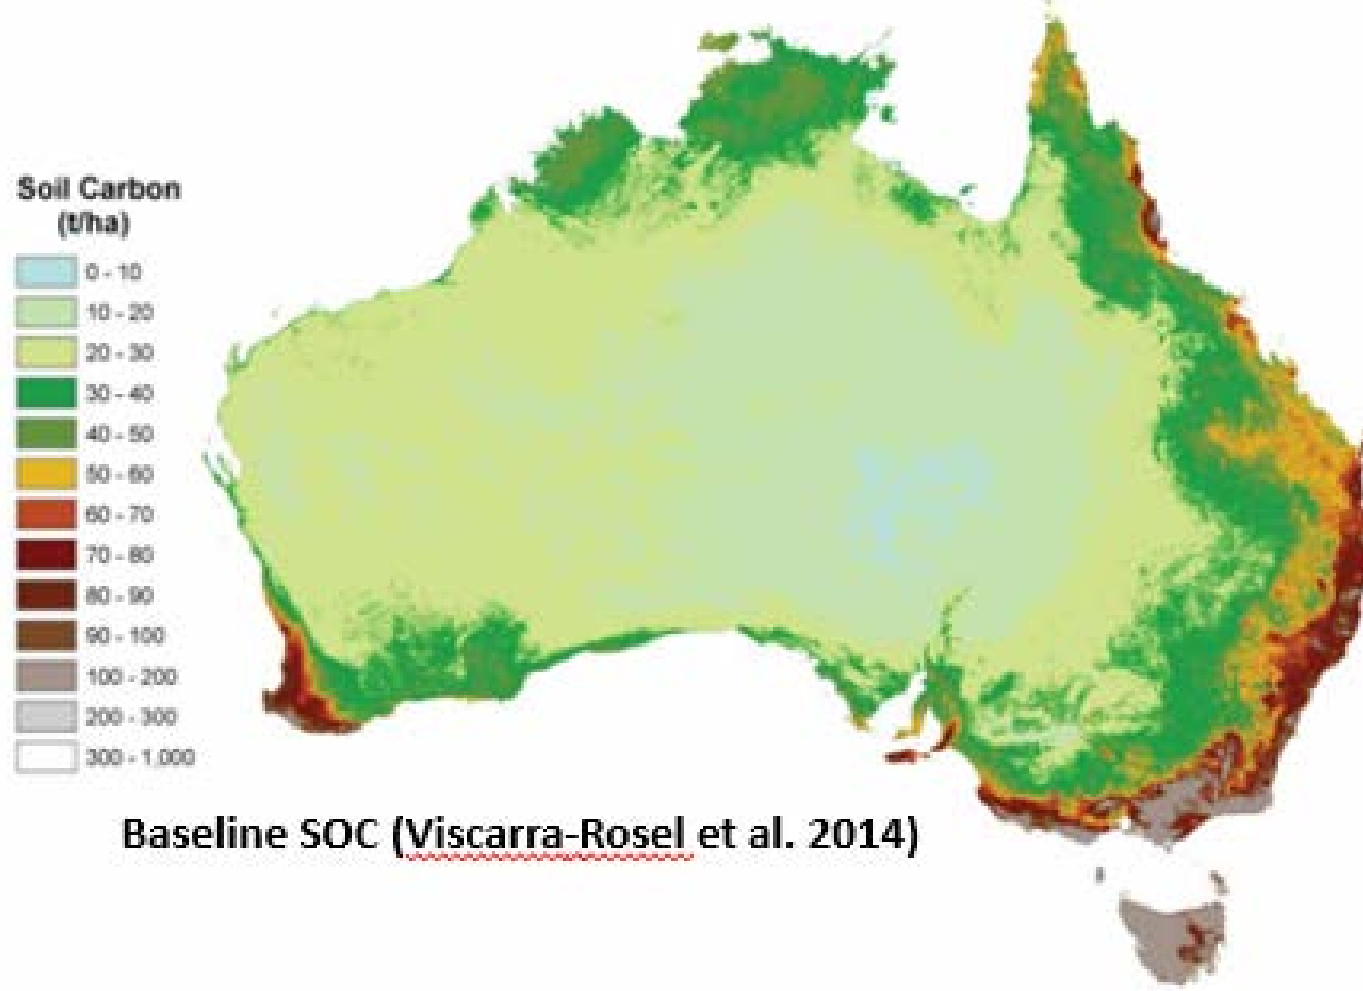 Soil Carbon
(t/ha)
0 - 10
10 - 20
20 - 30
30 - 40
40 - 50
50 - 60
60 - 70
70 - 80
80 - 90
90 - 100
100 - 200
200 - 300
300 - 1,000
Baseline SOC (Viscarra-Rosel et al. 2014)